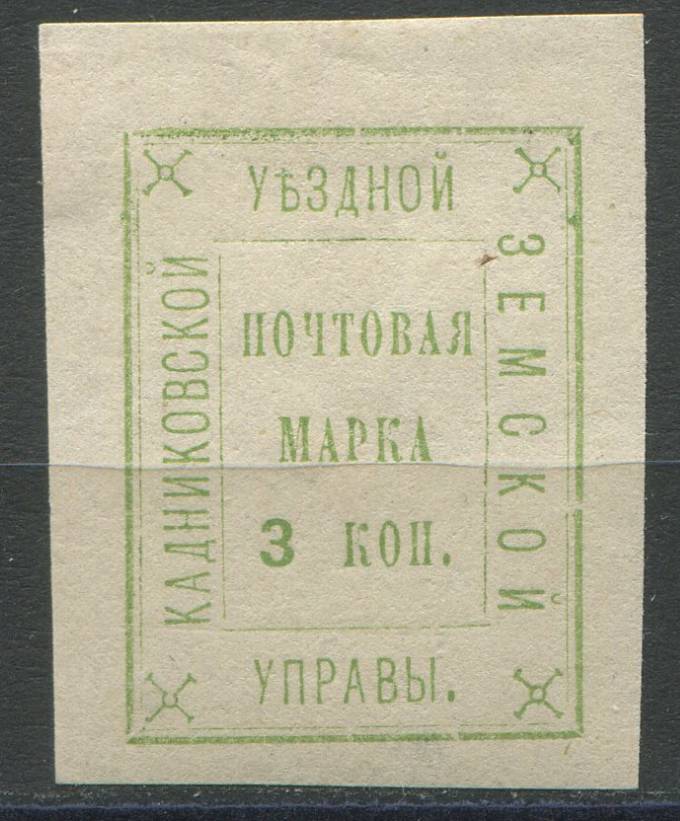 КАДНИКОВСКОЙ
УѢЗДНОЙ
ЗЕМСКОЙ
УПРАВЫ.
ПОЧТОВАЯ
МАРКА
3 КОП.